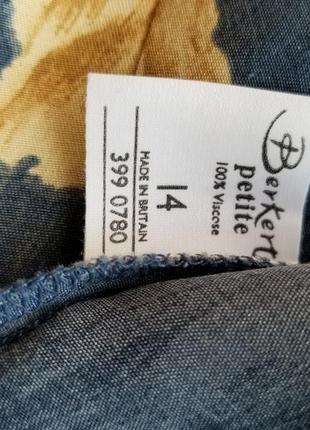 petite
100% Viscose
14
MADE IN BRITAIN
399 0780